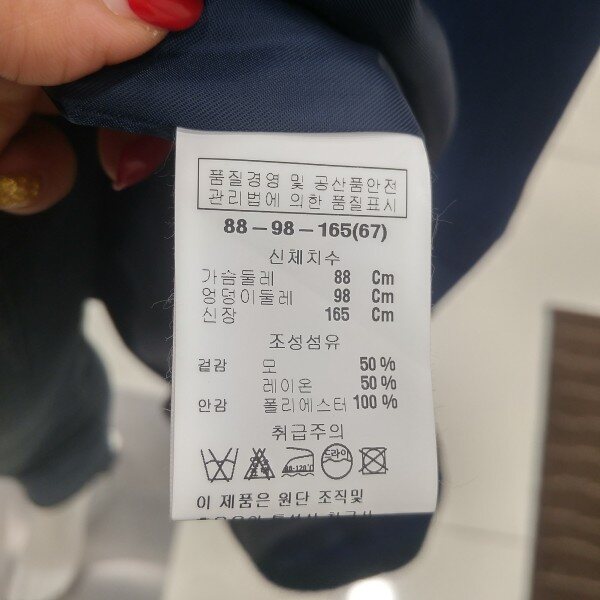 품질경영 및 공산품안전
관리법에 의한 품질표시
88-98-165(67)
신체치수
가슴둘레 88 Cm
엉덩이둘레 98 Cm
신장 165 Cm
조성섬유
겉감 모 50%
레이온 50%
안감 폴리에스터 100%
취급주의
드라이
이 제품은 원단 조직및